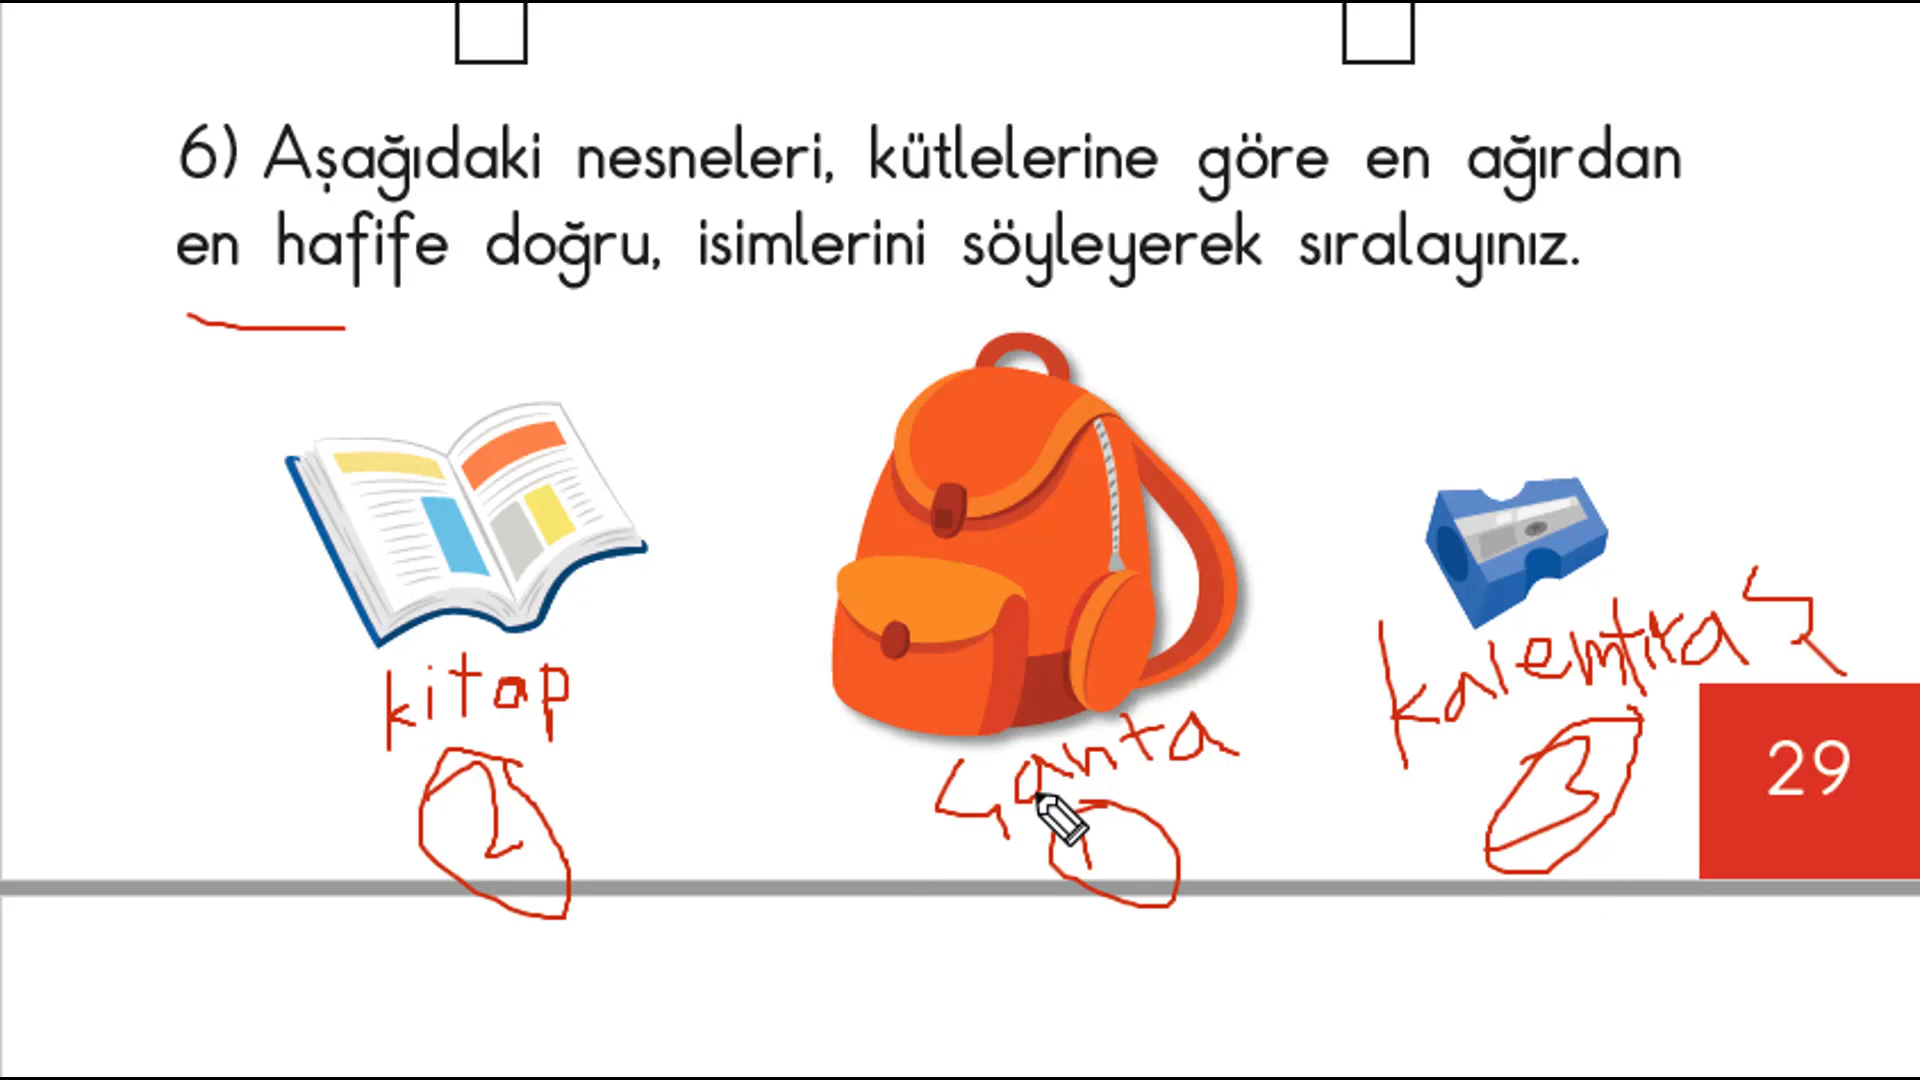 6) Aşağıdaki nesneleri, kütlelerine göre en ağırdan
en hafife doğru, isimlerini söyleyerek sıralayınız.
kitap
çanta
kalemtıraş
2
1
3
29